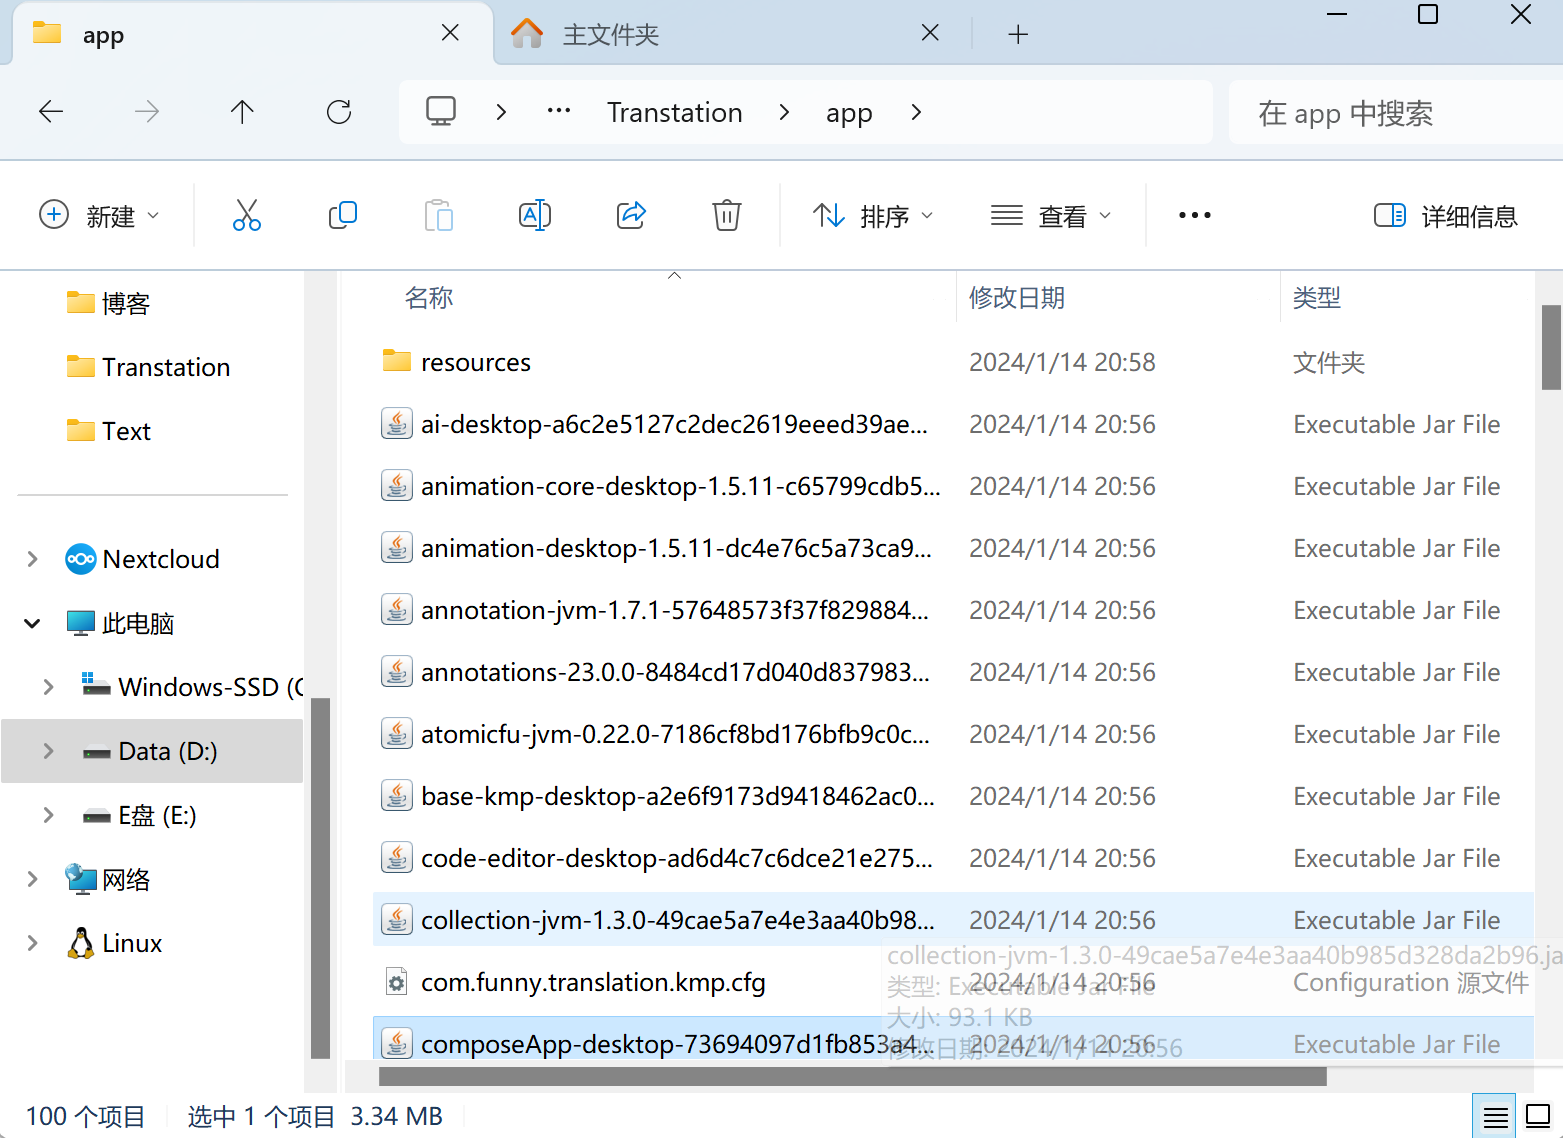 app
主文件夹
Transtation
app
在 app 中搜索
新建
排序
查看
详细信息
博客
Transtation
Text
Nextcloud
此电脑
Windows-SSD (C
Data (D:)
E盘 (E:)
网络
Linux
名称 修改日期 类型
resources 2024/1/14 20:58 文件夹
ai-desktop-a6c2e5127c2dec2619eeed39ae... 2024/1/14 20:56 Executable Jar File
animation-core-desktop-1.5.11-c65799cdb5... 2024/1/14 20:56 Executable Jar File
animation-desktop-1.5.11-dc4e76c5a73ca9... 2024/1/14 20:56 Executable Jar File
annotation-jvm-1.7.1-57648573f37f829884... 2024/1/14 20:56 Executable Jar File
annotations-23.0.0-8484cd17d040d837983... 2024/1/14 20:56 Executable Jar File
atomicfu-jvm-0.22.0-7186cf8bd176bfb9c0c... 2024/1/14 20:56 Executable Jar File
base-kmp-desktop-a2e6f9173d9418462ac0... 2024/1/14 20:56 Executable Jar File
code-editor-desktop-ad6d4c7c6dce21e275... 2024/1/14 20:56 Executable Jar File
collection-jvm-1.3.0-49cae5a7e4e3aa40b98... 2024/1/14 20:56 Executable Jar File
collection-jvm-1.3.0-49cae5a7e4e3aa40b985d328da2b96.ja
com.funny.translation.kmp.cfg 2024/1/14 20:56 Configuration 源文件
类型: Executable Jar File
大小: 93.1 KB
composeApp-desktop-73694097d1fb853a4... 2024/1/14 20:56 Executable Jar File
修改日期: 2024/1/14 20:56
100 个项目 选中 1 个项目 3.34 MB